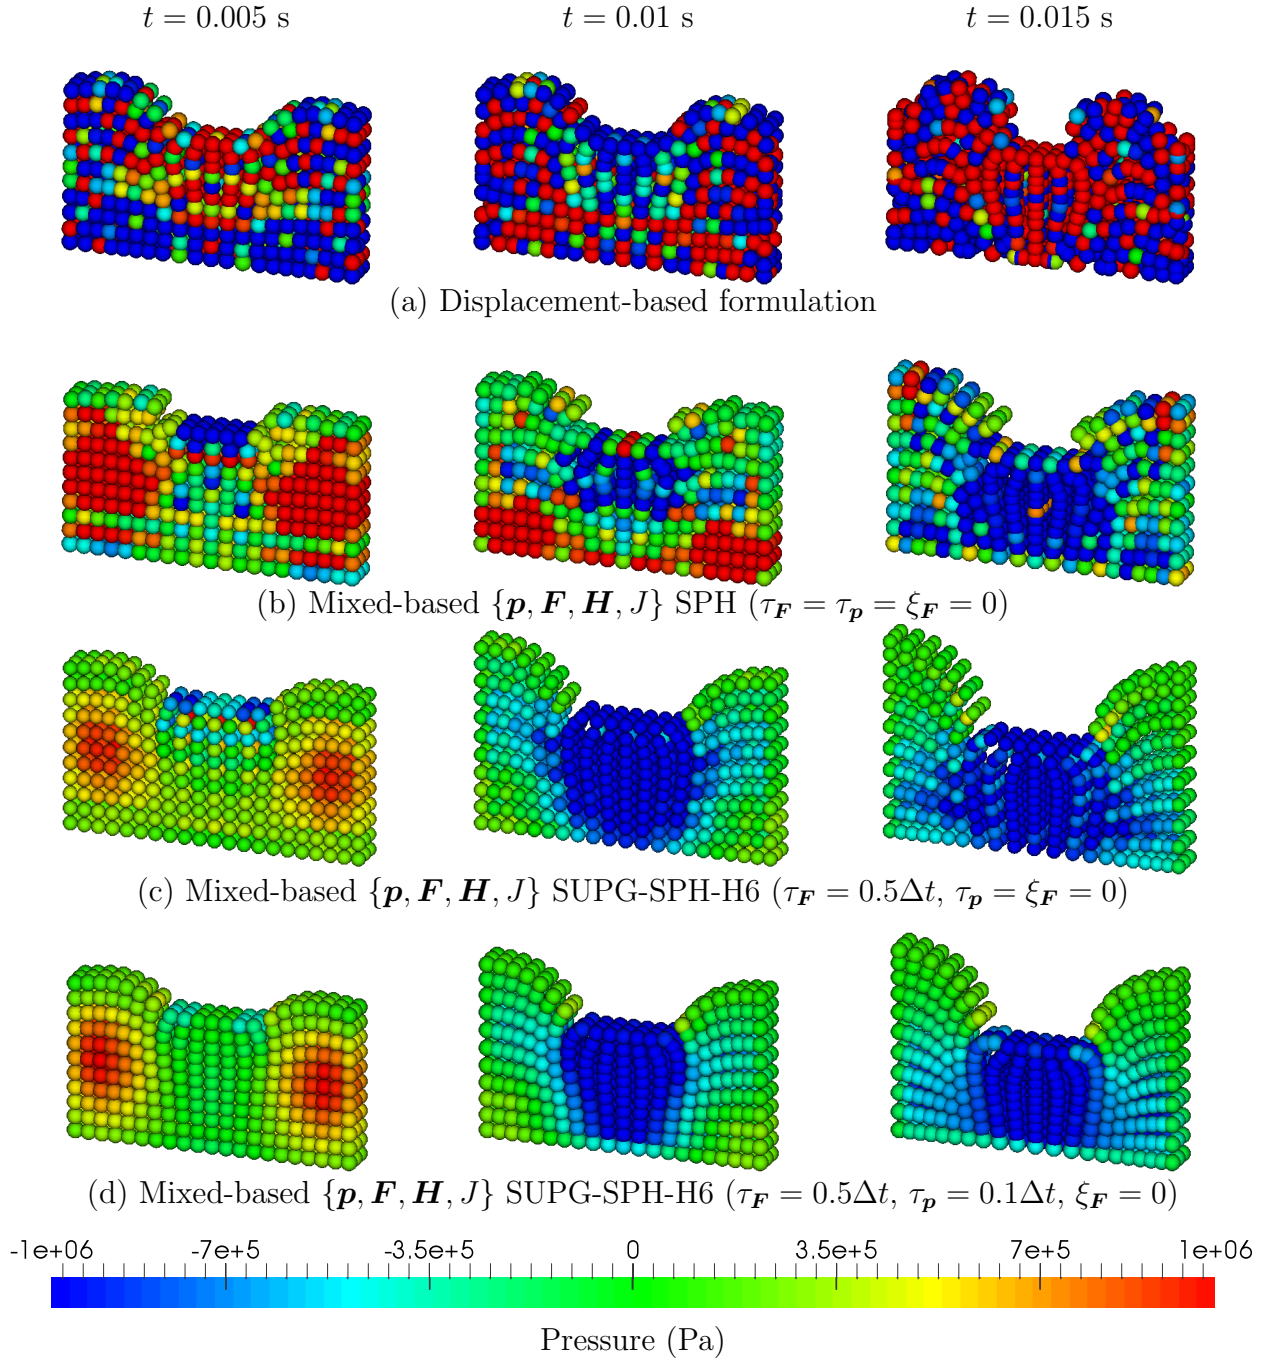 t = 0.005 s t = 0.01 s t = 0.015 s
(a) Displacement-based formulation
(b) Mixed-based {p, F, H, J} SPH (τ_F = τ_p = ξ_F = 0)
(c) Mixed-based {p, F, H, J} SUPG-SPH-H6 (τ_F = 0.5Δt, τ_p = ξ_F = 0)
(d) Mixed-based {p, F, H, J} SUPG-SPH-H6 (τ_F = 0.5Δt, τ_p = 0.1Δt, ξ_F = 0)
-1e+06 -7e+5 -3.5e+5 0 3.5e+5 7e+5 1e+06
Pressure (Pa)